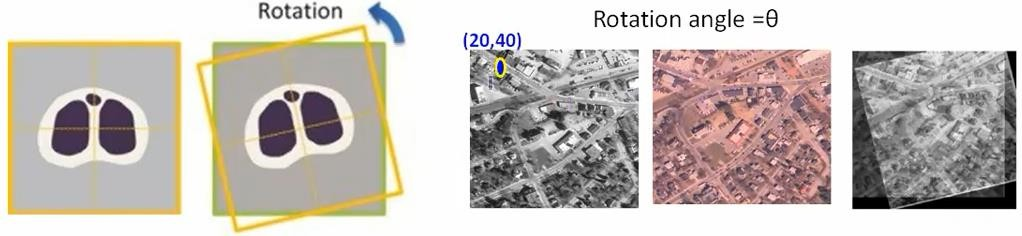 Rotation
Rotation angle =θ
(20,40)